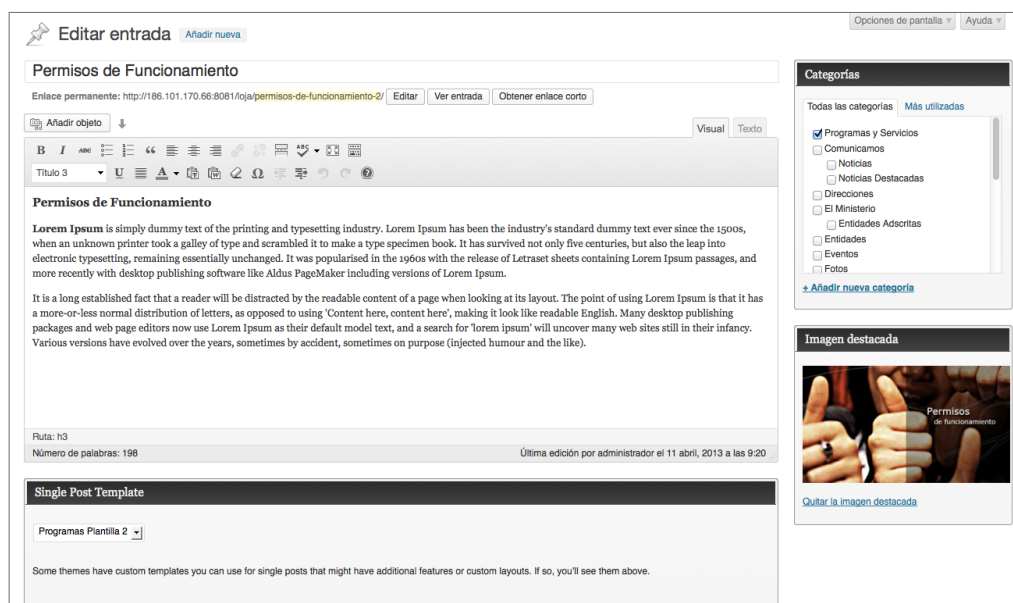 Opciones de pantalla
Ayuda
Editar entrada Añadir nueva
Permisos de Funcionamiento
Enlace permanente: http://186.101.170.66:8081/loja/permisos-de-funcionamiento-2/ Editar Ver entrada Obtener enlace corto
Añadir objeto
Visual Texto
B I ABC ABC
Título 3 U A T W Ω
Permisos de Funcionamiento
Lorem Ipsum is simply dummy text of the printing and typesetting industry. Lorem Ipsum has been the industry's standard dummy text ever since the 1500s,
when an unknown printer took a galley of type and scrambled it to make a type specimen book. It has survived not only five centuries, but also the leap into
electronic typesetting, remaining essentially unchanged. It was popularised in the 1960s with the release of Letraset sheets containing Lorem Ipsum passages, and
more recently with desktop publishing software like Aldus PageMaker including versions of Lorem Ipsum.
It is a long established fact that a reader will be distracted by the readable content of a page when looking at its layout. The point of using Lorem Ipsum is that it has
a more-or-less normal distribution of letters, as opposed to using 'Content here, content here', making it look like readable English. Many desktop publishing
packages and web page editors now use Lorem Ipsum as their default model text, and a search for 'lorem ipsum' will uncover many web sites still in their infancy.
Various versions have evolved over the years, sometimes by accident, sometimes on purpose (injected humour and the like).
Ruta: h3
Número de palabras: 198 Última edición por administrador el 11 abril, 2013 a las 9:20
Single Post Template
Programas Plantilla 2
Some themes have custom templates you can use for single posts that might have additional features or custom layouts. If so, you'll see them above.
Categorías
Todas las categorías Más utilizadas
Programas y Servicios
Comunicamos
Noticias
Noticias Destacadas
Direcciones
El Ministerio
Entidades Adscritas
Entidades
Eventos
Fotos
+ Añadir nueva categoría
Imagen destacada
Permisos
de funcionamiento
Quitar la imagen destacada